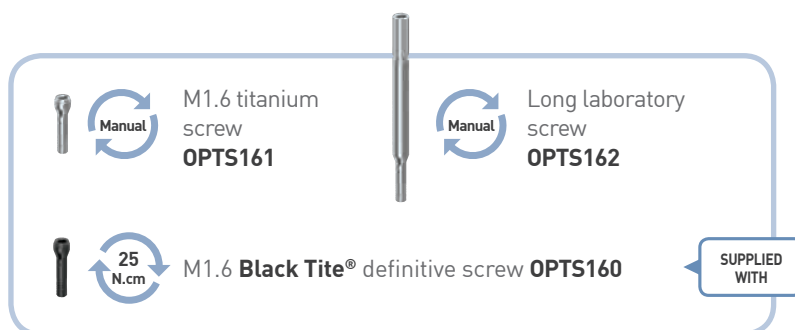 Manual
M1.6 titanium
screw
OPTS161
Manual
Long laboratory
screw
OPTS162
25
N.cm
M1.6 Black Tite® definitive screw OPTS160
SUPPLIED
WITH